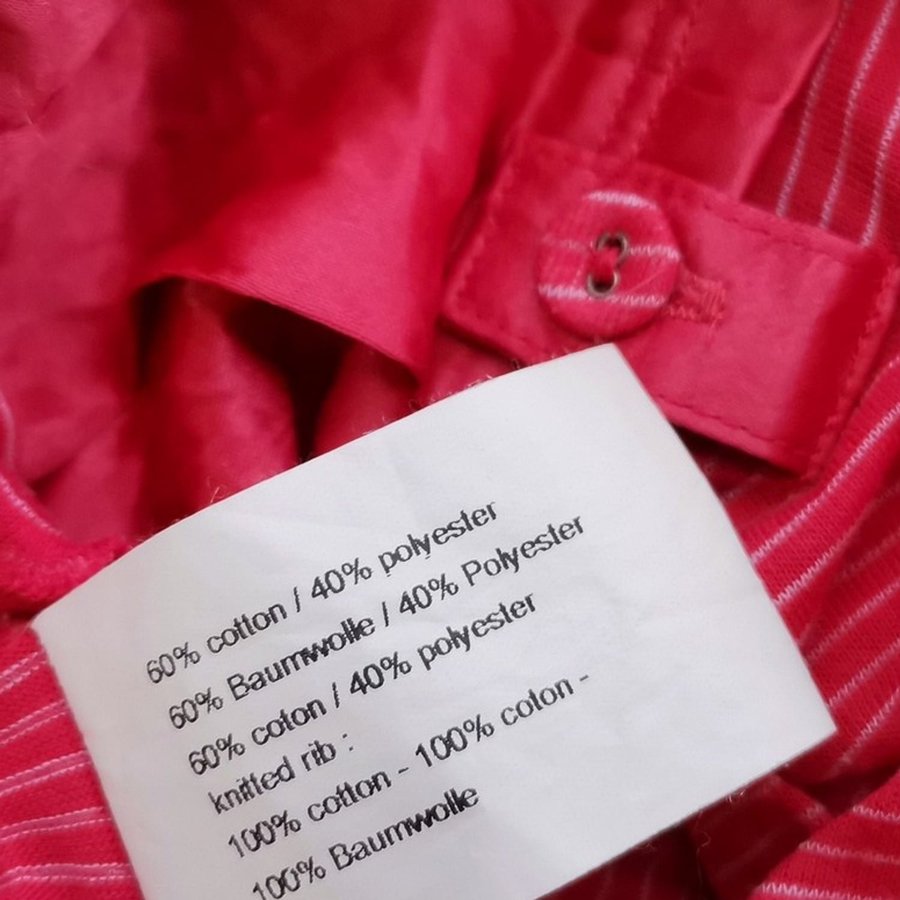 60% cotton / 40% polyester
60% Baumwolle / 40% Polyester
60% coton / 40% polyester
knitted rib :
100% cotton - 100% coton -
100% Baumwolle